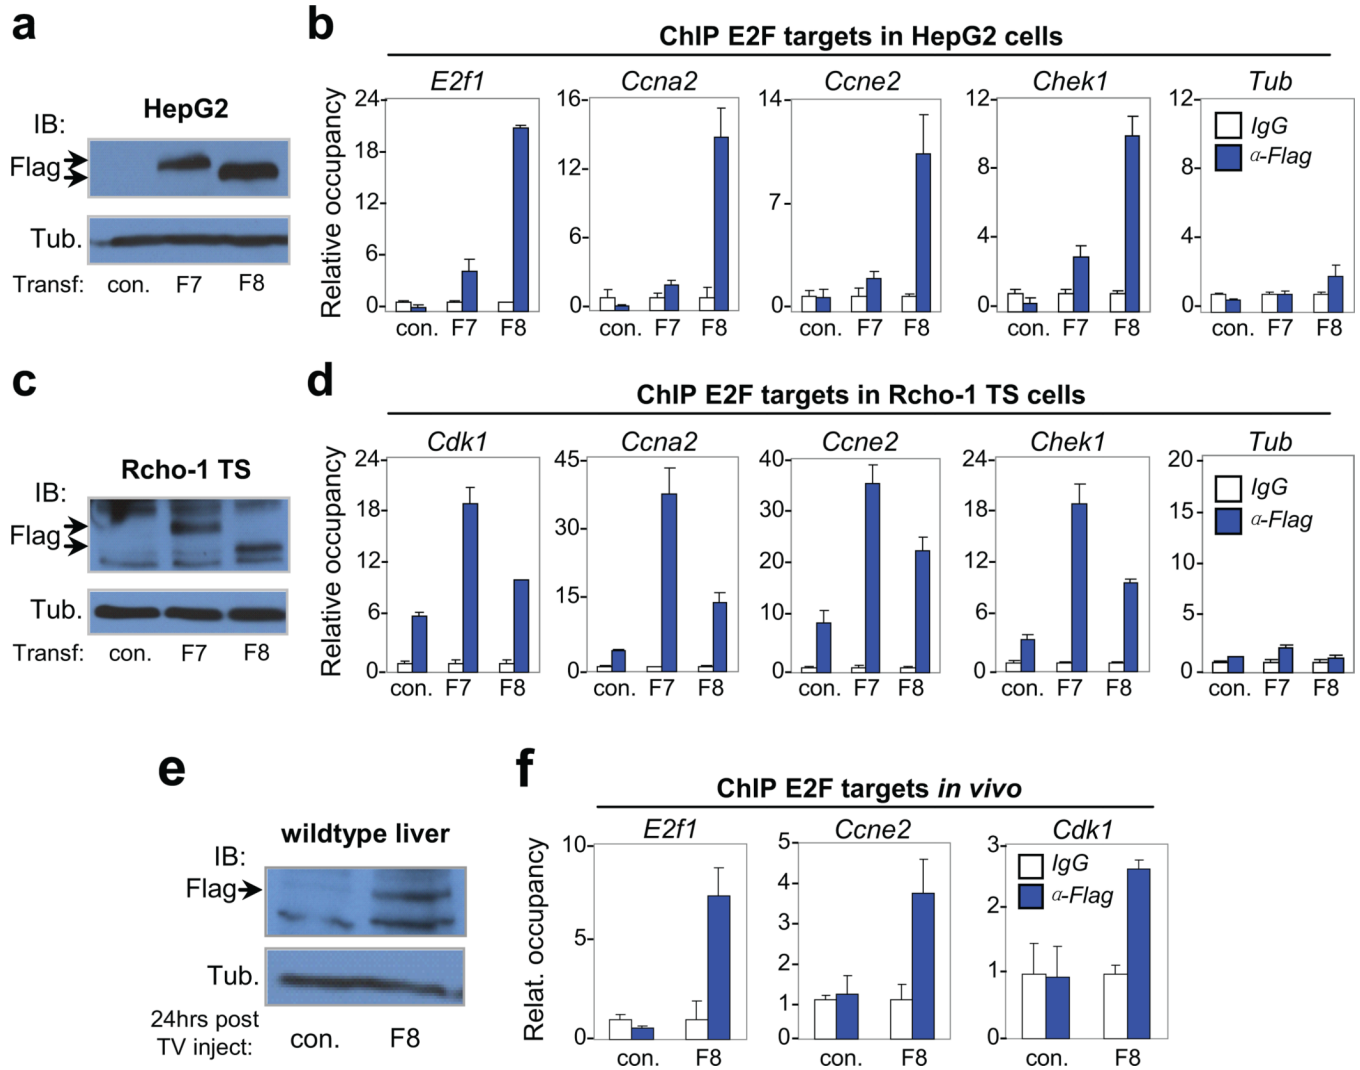 a
HepG2
IB:
Flag
Tub.
Transf: con. F7 F8
b
ChIP E2F targets in HepG2 cells
E2f1 Ccna2 Ccne2 Chek1 Tub
Relative occupancy
24
18
12
6
0
con. F7 F8
16
12
6
0
con. F7 F8
14
7
0
con. F7 F8
12
8
4
0
con. F7 F8
12
8
4
0
IgG
α-Flag
con. F7 F8
c
Rcho-1 TS
IB:
Flag
Tub.
Transf: con. F7 F8
d
ChIP E2F targets in Rcho-1 TS cells
Cdk1 Ccna2 Ccne2 Chek1 Tub
Relative occupancy
24
18
12
6
0
con. F7 F8
45
30
15
0
con. F7 F8
40
30
20
10
0
con. F7 F8
24
18
12
6
0
con. F7 F8
20
15
10
5
0
IgG
α-Flag
con. F7 F8
e
wildtype liver
IB:
Flag
Tub.
24hrs post
TV inject: con. F8
f
ChIP E2F targets in vivo
E2f1 Ccne2 Cdk1
Relat. occupancy
10
5
0
con. F8
5
4
3
2
1
0
con. F8
3
2
1
0
IgG
α-Flag
con. F8